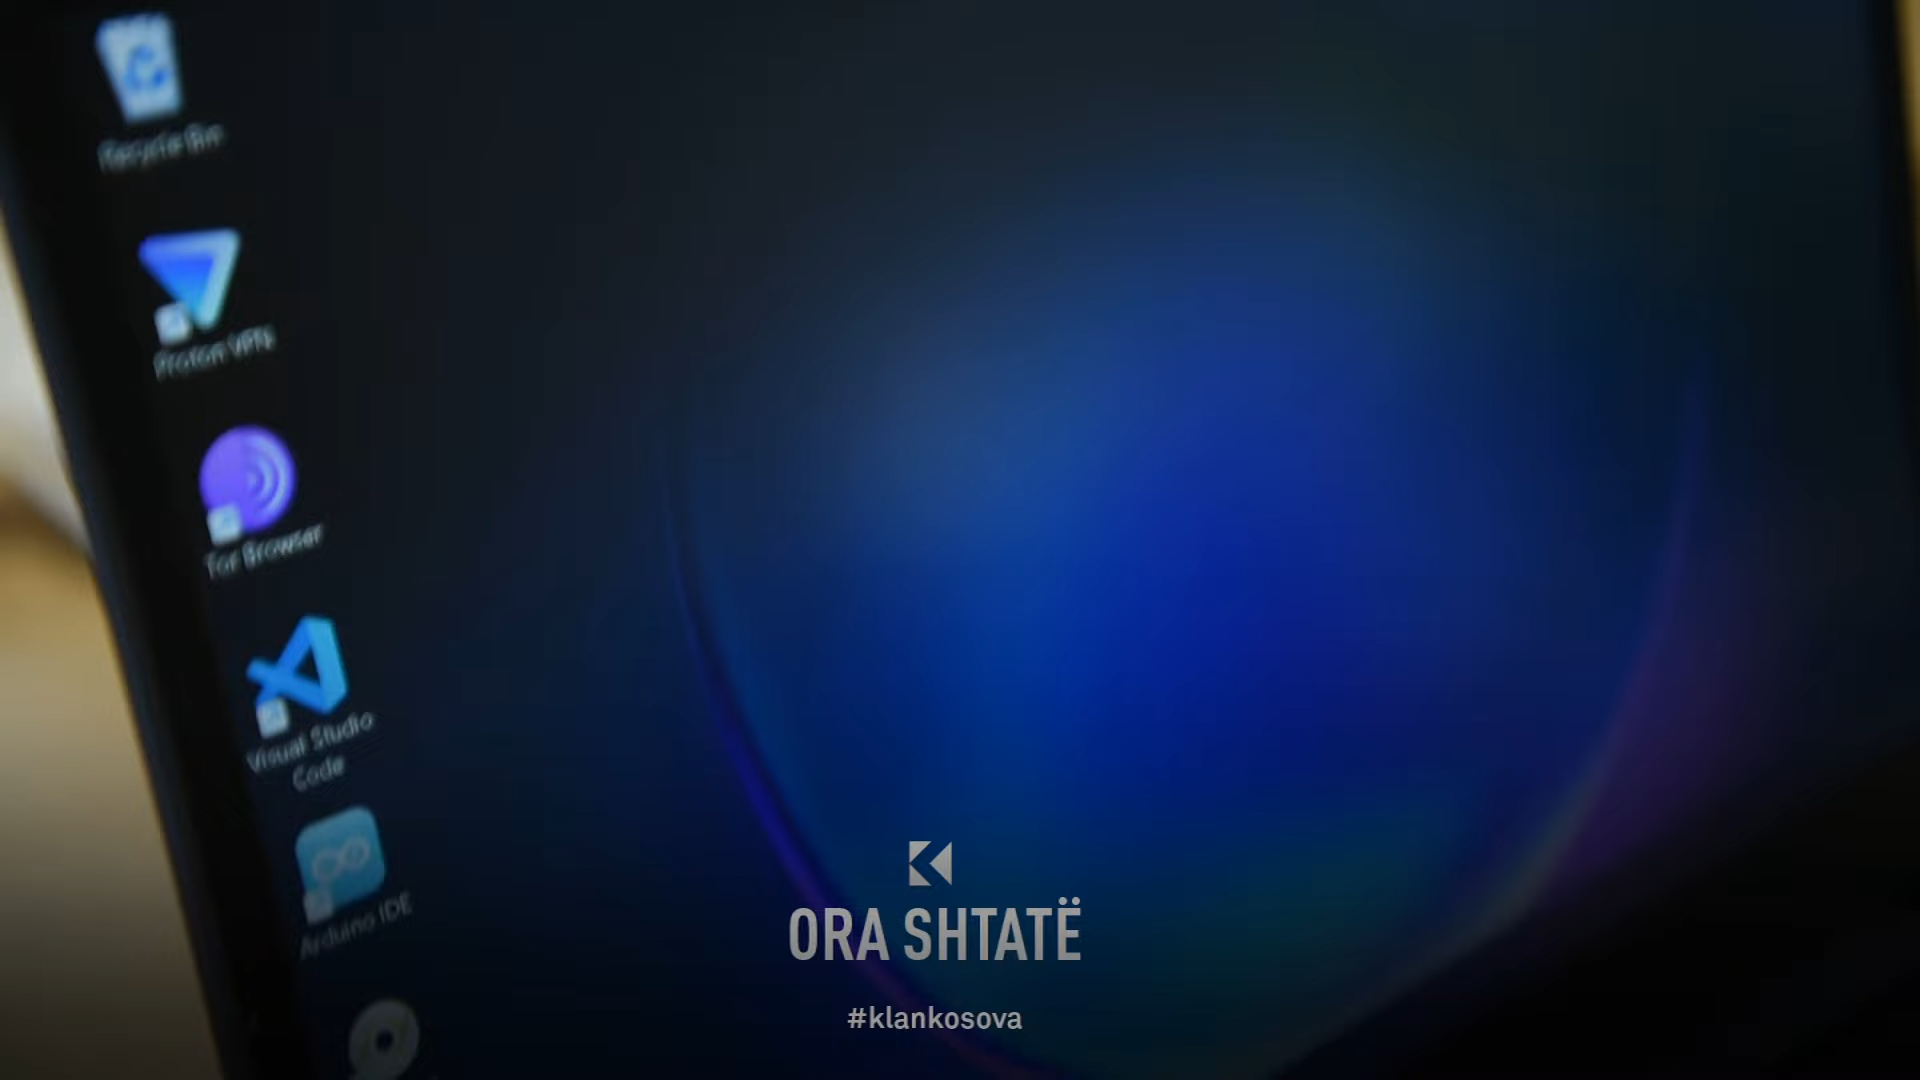 Recycle Bin
Proton VPN
Tor Browser
Visual Studio
Code
Arduino IDE
ORA SHTATË
#klankosova